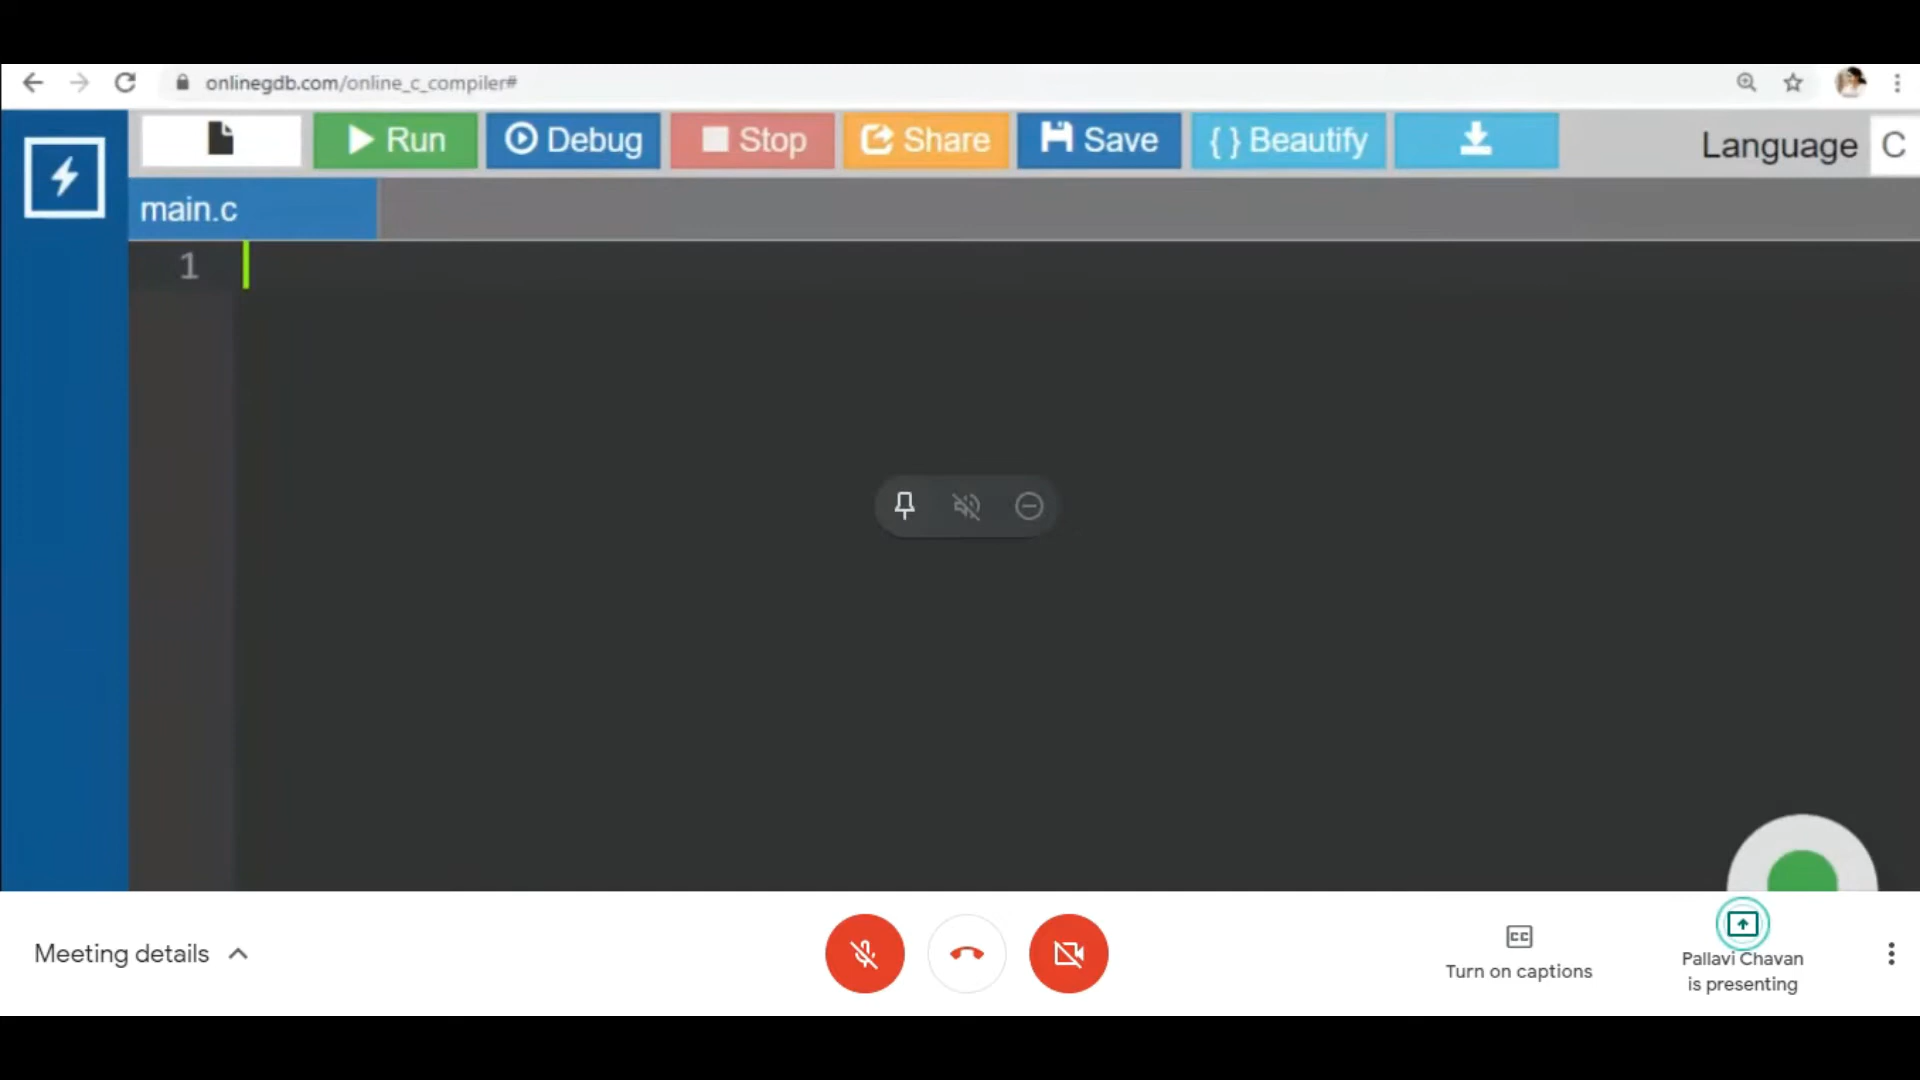 onlinegdb.com/online_c_compiler#
Run
Debug
Stop
Share
Save
{ } Beautify
Language
C
main.c
1
Meeting details
Turn on captions
Pallavi Chavan
is presenting